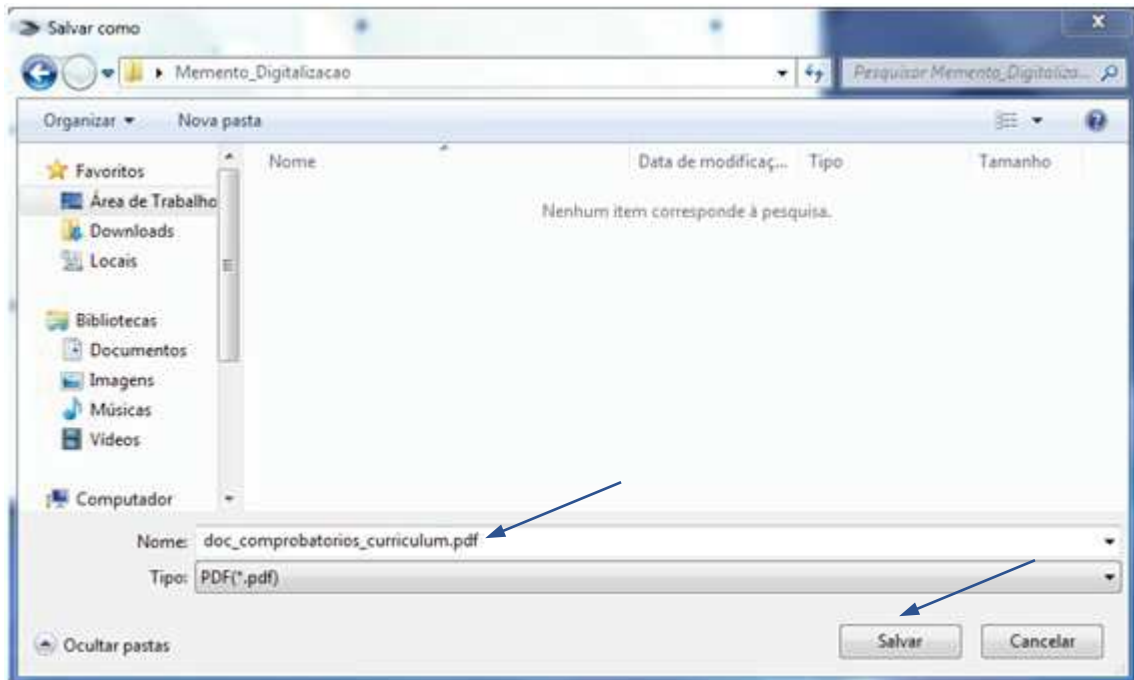 Salvar como
Memento_Digitalizacao
Pesquisar Memento_Digitaliza...
Organizar Nova pasta
Nome Data de modificaç... Tipo Tamanho
Nenhum item corresponde à pesquisa.
Favoritos
Área de Trabalho
Downloads
Locais
Bibliotecas
Documentos
Imagens
Músicas
Vídeos
Computador
Nome: doc_comprobatorios_curriculum.pdf
Tipo: PDF(*.pdf)
Ocultar pastas Salvar Cancelar